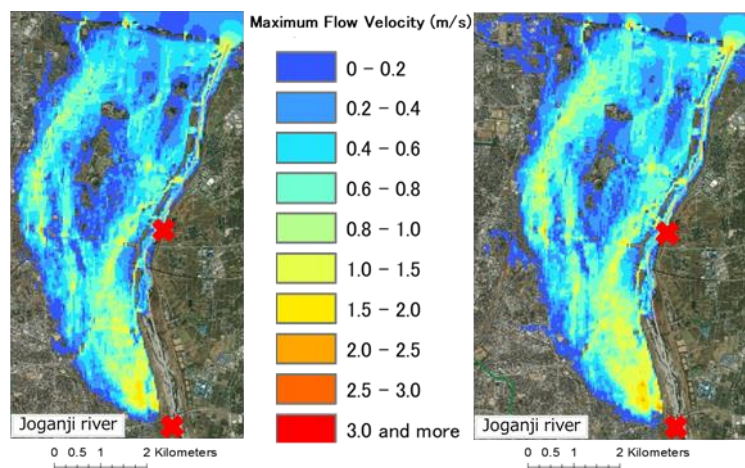 Maximum Flow Velocity (m/s)
0 - 0.2
0.2 - 0.4
0.4 - 0.6
0.6 - 0.8
0.8 - 1.0
1.0 - 1.5
1.5 - 2.0
2.0 - 2.5
2.5 - 3.0
3.0 and more
Joganji river
0 0.5 1 2 Kilometers
Joganji river
0 0.5 1 2 Kilometers